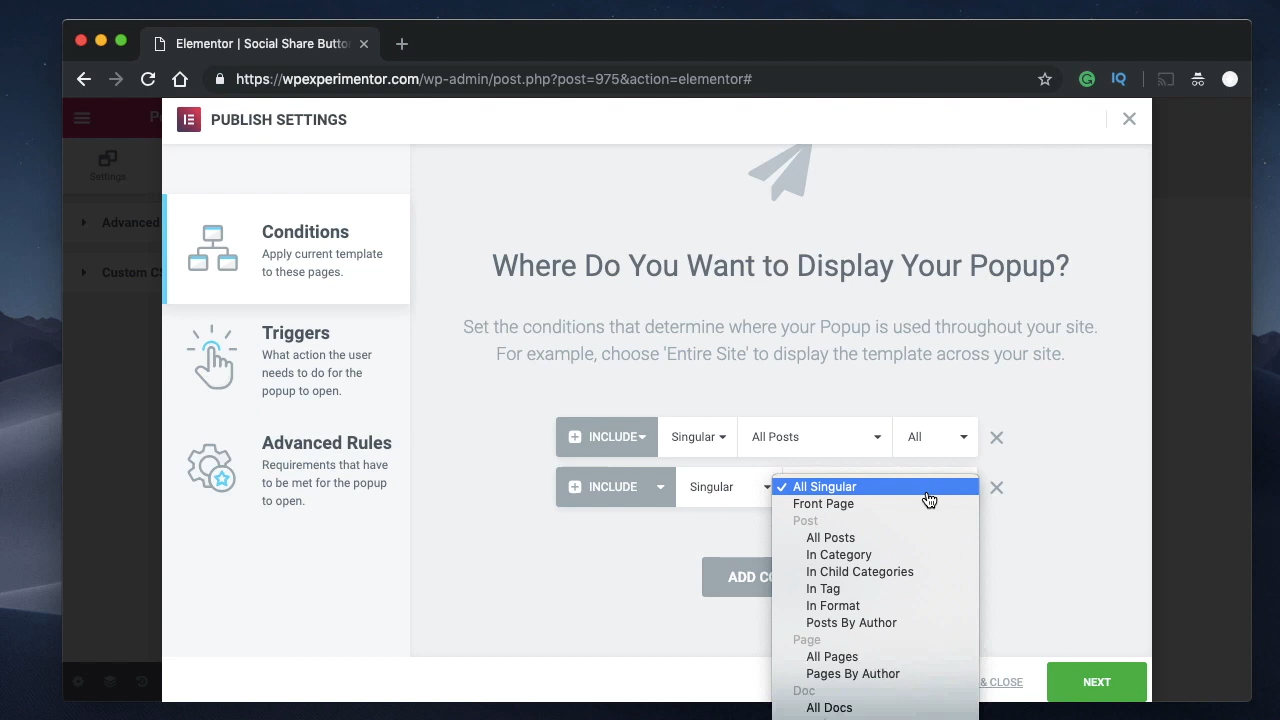 Elementor | Social Share Butto
https://wpexperimentor.com/wp-admin/post.php?post=975&action=elementor#
IQ
PUBLISH SETTINGS
Settings
Advanced
Custom CS
Conditions
Apply current template
to these pages.
Triggers
What action the user
needs to do for the
popup to open.
Advanced Rules
Requirements that have
to be met for the popup
to open.
Where Do You Want to Display Your Popup?
Set the conditions that determine where your Popup is used throughout your site.
For example, choose 'Entire Site' to display the template across your site.
INCLUDE Singular All Posts All
INCLUDE Singular
All Singular
Front Page
Post
All Posts
In Category
In Child Categories
In Tag
In Format
Posts By Author
Page
All Pages
Pages By Author
Doc
All Docs
ADD CO
& CLOSE
NEXT